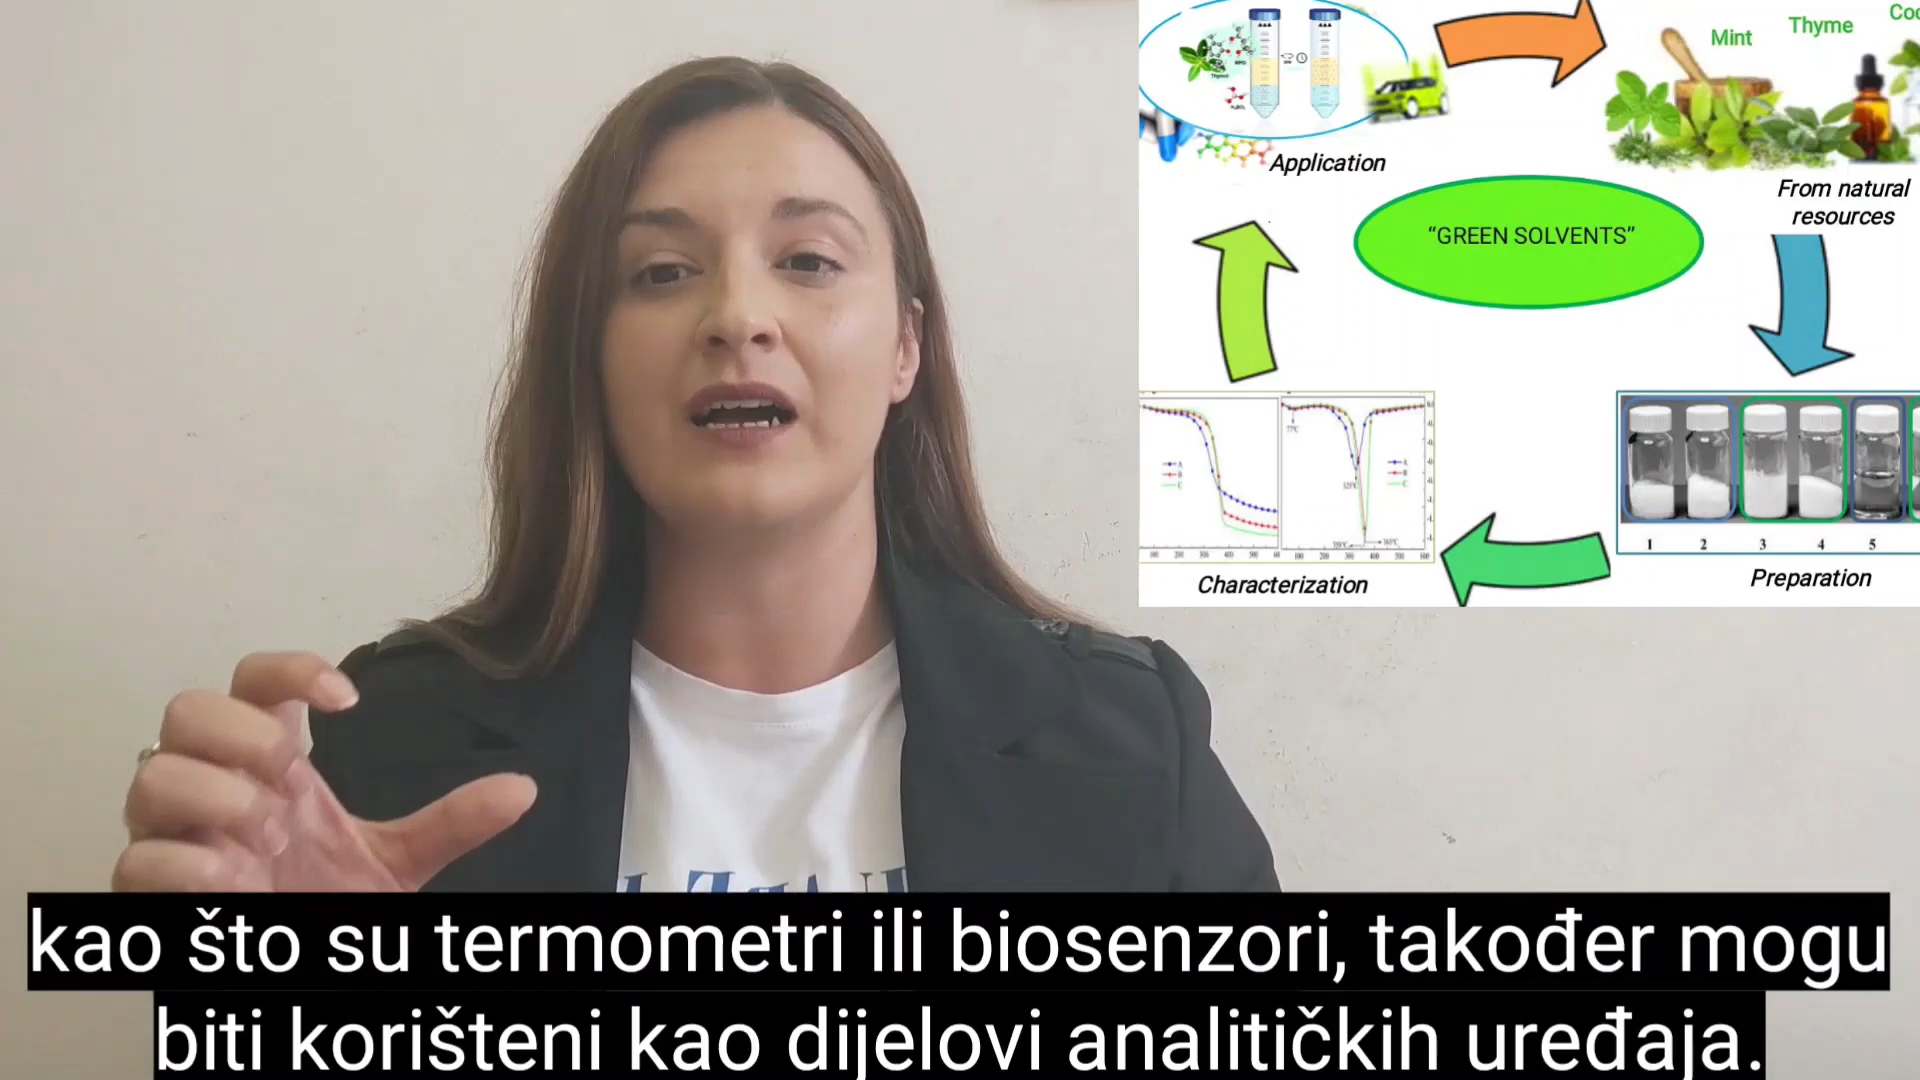 Mint
Thyme
Application
From natural
resources
“GREEN SOLVENTS”
A
B
C
A
B
C
1
2
3
4
5
Characterization
Preparation
kao što su termometri ili biosenzori, također mogu
biti korišteni kao dijelovi analitičkih uređaja.